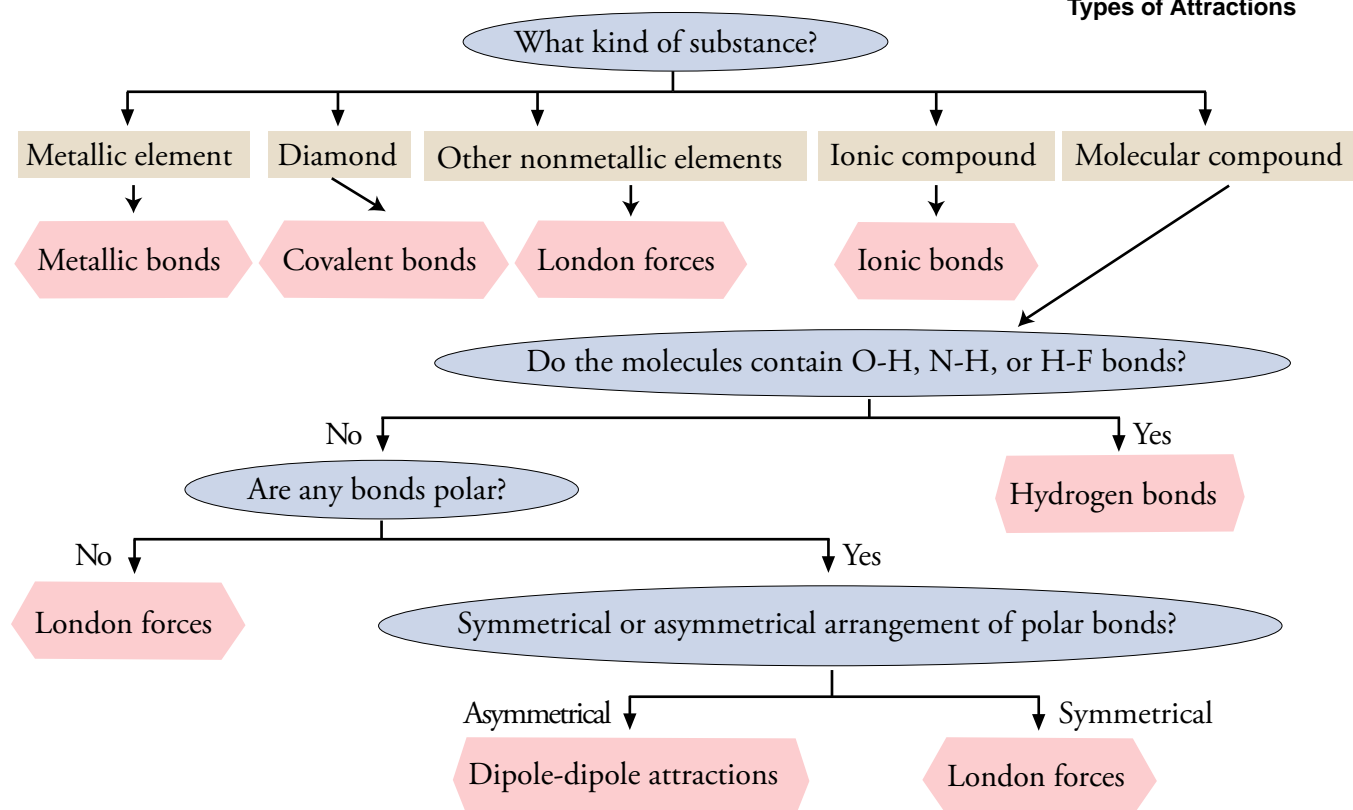 Types of Attractions
What kind of substance?
Metallic element
Diamond
Other nonmetallic elements
Ionic compound
Molecular compound
Metallic bonds
Covalent bonds
London forces
Ionic bonds
Do the molecules contain O-H, N-H, or H-F bonds?
No
Yes
Are any bonds polar?
Hydrogen bonds
No
Yes
London forces
Symmetrical or asymmetrical arrangement of polar bonds?
Asymmetrical
Symmetrical
Dipole-dipole attractions
London forces